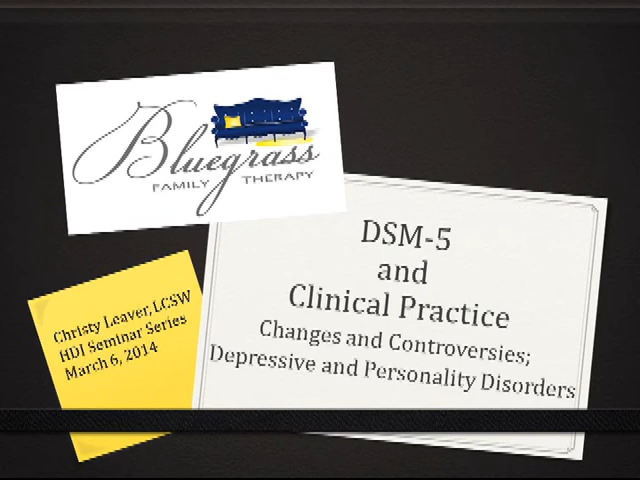 Bluegrass
FAMILY THERAPY
DSM-5
and
Clinical Practice
Changes and Controversies;
Depressive and Personality Disorders
Christy Leaver, LCSW
HDI Seminar Series
March 6, 2014